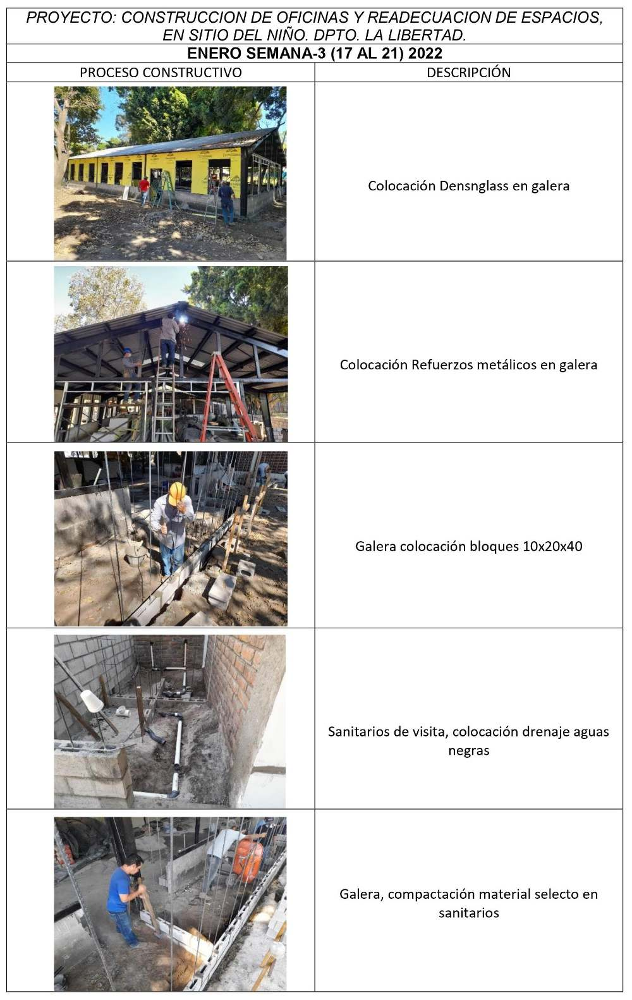 PROYECTO: CONSTRUCCION DE OFICINAS Y READECUACION DE ESPACIOS,
EN SITIO DEL NIÑO. DPTO. LA LIBERTAD.
ENERO SEMANA-3 (17 AL 21) 2022
PROCESO CONSTRUCTIVO
DESCRIPCIÓN
Colocación Densnglass en galera
Colocación Refuerzos metálicos en galera
Galera colocación bloques 10x20x40
Sanitarios de visita, colocación drenaje aguas
negras
Galera, compactación material selecto en
sanitarios